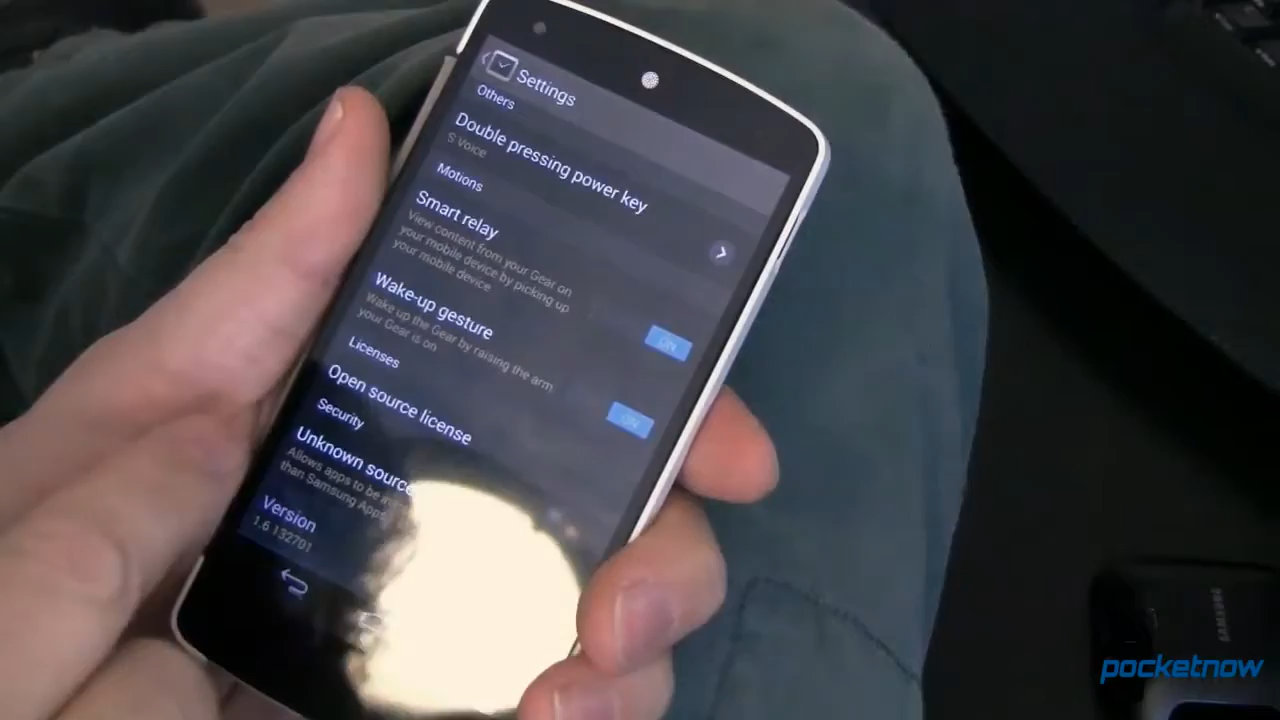 Settings
Others
Double pressing power key
S Voice
Motions
Smart relay
View content from your Gear on
your mobile device by picking up
your mobile device
ON
Wake-up gesture
Wake up the Gear by raising the arm
your Gear is on
ON
Licenses
Open source license
Security
Unknown
Allows apps to be
than Samsung Apps
Version
1.6 132701
SAMSUNG
pocketnow